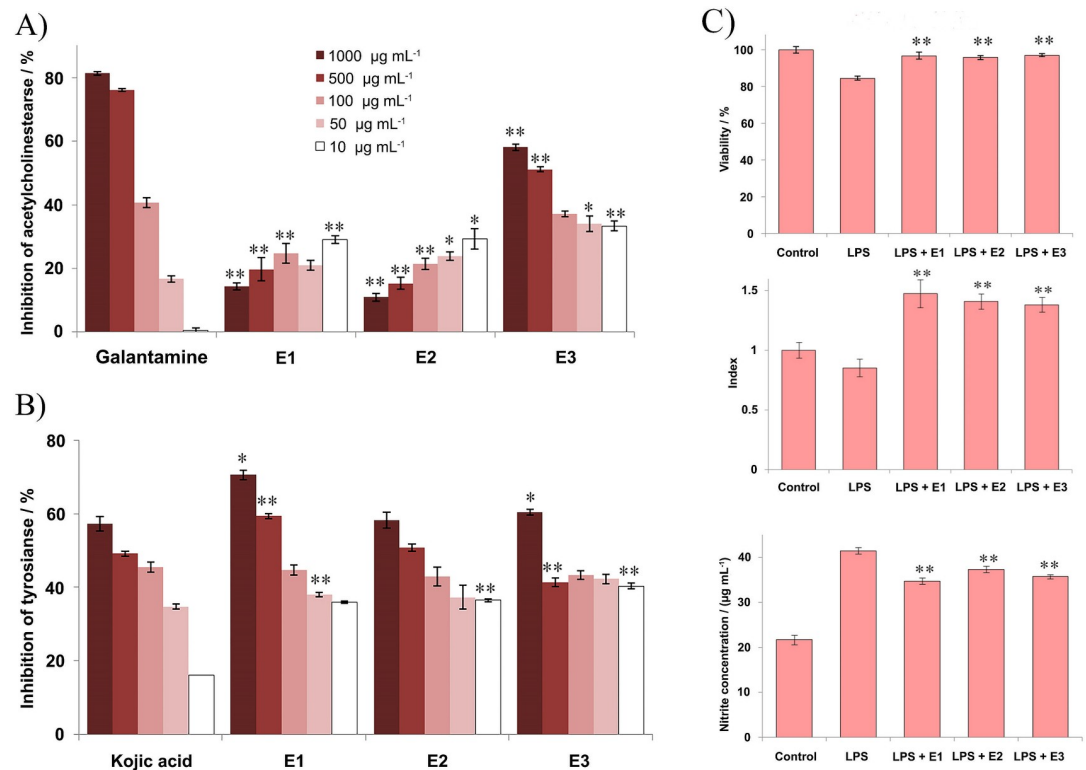 A)
Inhibition of acetylcholinestearse / %
80
60
40
20
0
1000 µg mL⁻¹
500 µg mL⁻¹
100 µg mL⁻¹
50 µg mL⁻¹
10 µg mL⁻¹
** ** ** **
** ** ** * *
** ** * **
Galantamine E1 E2 E3
B)
Inhibition of tyrosianse / %
80
60
40
20
0
* ** **
**
* ** **
Kojic acid E1 E2 E3
C)
Viability / %
100
80
60
40
20
0
** ** **
Control LPS LPS + E1 LPS + E2 LPS + E3
Index
1.5
1
0.5
0
** ** **
Control LPS LPS + E1 LPS + E2 LPS + E3
Nitrite concentration / (µg mL⁻¹)
40
30
20
10
0
** ** **
Control LPS LPS + E1 LPS + E2 LPS + E3